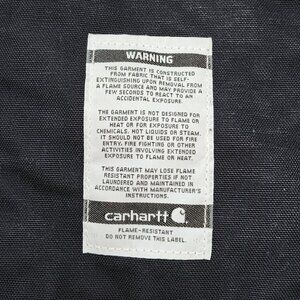 WARNING
THIS GARMENT IS CONSTRUCTED
FROM FABRIC THAT IS SELF-
EXTINGUISHING UPON REMOVAL FROM
A FLAME SOURCE AND MAY PROVIDE A
FEW SECONDS TO REACT TO AN
ACCIDENTAL EXPOSURE.
THE GARMENT IS NOT DESIGNED FOR
EXTENDED EXPOSURE TO FLAME OR
HEAT OR FOR EXPOSURE TO
CHEMICALS, HOT LIQUIDS OR STEAM.
IT SHOULD NOT BE USED FOR FIRE
ENTRY, FIRE FIGHTING OR OTHER
ACTIVITIES INVOLVING EXTENDED
EXPOSURE TO FLAME OR HEAT.
THIS GARMENT MAY LOSE FLAME
RESISTANT PROPERTIES IF NOT
LAUNDERED AND MAINTAINED IN
ACCORDANCE WITH MANUFACTURER'S
INSTRUCTIONS.
carhartt
FLAME-RESISTANT
DO NOT REMOVE THIS LABEL.